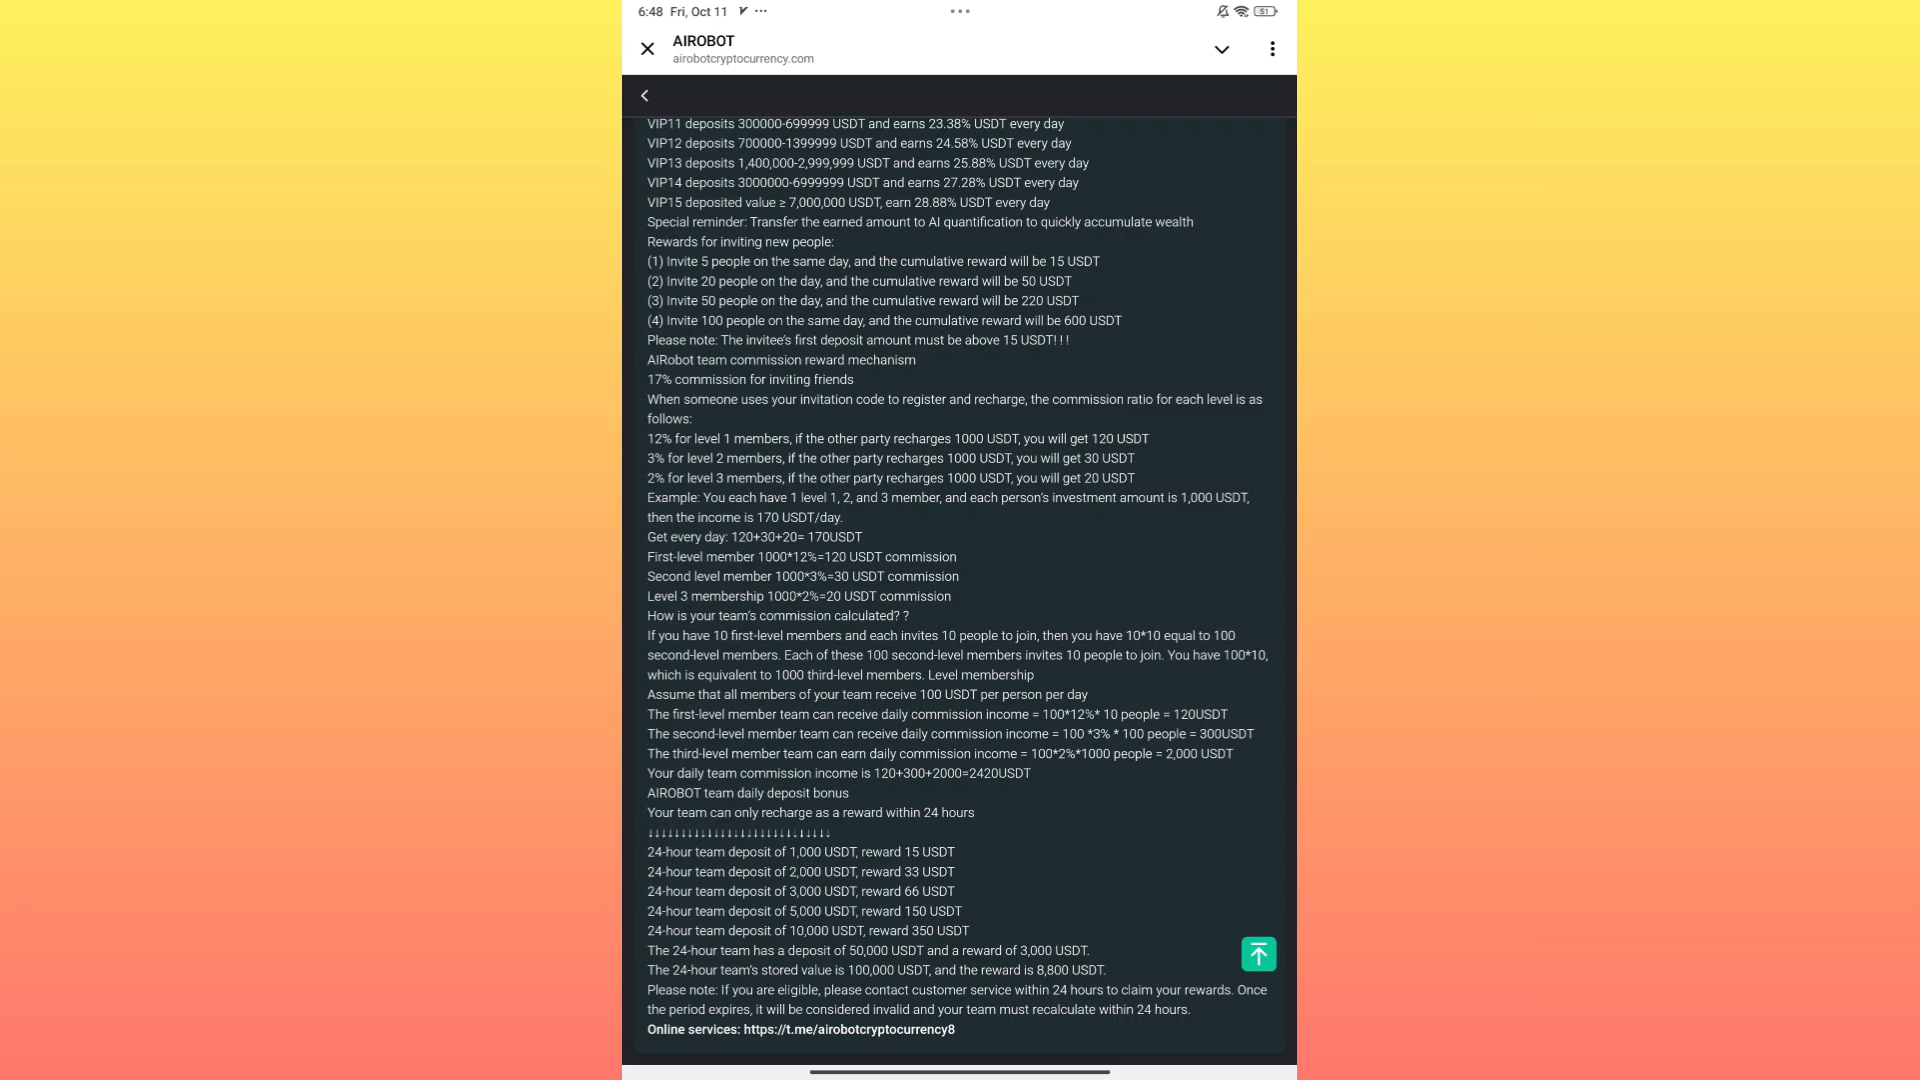 6:48 Fri, Oct 11
51
AIROBOT
airobotcryptocurrency.com
VIP11 deposits 300000-699999 USDT and earns 23.38% USDT every day
VIP12 deposits 700000-1399999 USDT and earns 24.58% USDT every day
VIP13 deposits 1,400,000-2,999,999 USDT and earns 25.88% USDT every day
VIP14 deposits 3000000-6999999 USDT and earns 27.28% USDT every day
VIP15 deposited value ≥ 7,000,000 USDT, earn 28.88% USDT every day
Special reminder: Transfer the earned amount to AI quantification to quickly accumulate wealth
Rewards for inviting new people:
(1) Invite 5 people on the same day, and the cumulative reward will be 15 USDT
(2) Invite 20 people on the day, and the cumulative reward will be 50 USDT
(3) Invite 50 people on the day, and the cumulative reward will be 220 USDT
(4) Invite 100 people on the same day, and the cumulative reward will be 600 USDT
Please note: The invitee's first deposit amount must be above 15 USDT! ! !
AIRobot team commission reward mechanism
17% commission for inviting friends
When someone uses your invitation code to register and recharge, the commission ratio for each level is as
follows:
12% for level 1 members, if the other party recharges 1000 USDT, you will get 120 USDT
3% for level 2 members, if the other party recharges 1000 USDT, you will get 30 USDT
2% for level 3 members, if the other party recharges 1000 USDT, you will get 20 USDT
Example: You each have 1 level 1, 2, and 3 member, and each person's investment amount is 1,000 USDT,
then the income is 170 USDT/day.
Get every day: 120+30+20= 170USDT
First-level member 1000*12%=120 USDT commission
Second level member 1000*3%=30 USDT commission
Level 3 membership 1000*2%=20 USDT commission
How is your team's commission calculated? ?
If you have 10 first-level members and each invites 10 people to join, then you have 10*10 equal to 100
second-level members. Each of these 100 second-level members invites 10 people to join. You have 100*10,
which is equivalent to 1000 third-level members. Level membership
Assume that all members of your team receive 100 USDT per person per day
The first-level member team can receive daily commission income = 100*12%* 10 people = 120USDT
The second-level member team can receive daily commission income = 100 *3% * 100 people = 300USDT
The third-level member team can earn daily commission income = 100*2%*1000 people = 2,000 USDT
Your daily team commission income is 120+300+2000=2420USDT
AIROBOT team daily deposit bonus
Your team can only recharge as a reward within 24 hours
↓↓↓↓↓↓↓↓↓↓↓↓↓↓↓↓↓↓↓↓↓↓↓↓↓↓↓↓
24-hour team deposit of 1,000 USDT, reward 15 USDT
24-hour team deposit of 2,000 USDT, reward 33 USDT
24-hour team deposit of 3,000 USDT, reward 66 USDT
24-hour team deposit of 5,000 USDT, reward 150 USDT
24-hour team deposit of 10,000 USDT, reward 350 USDT
The 24-hour team has a deposit of 50,000 USDT and a reward of 3,000 USDT.
The 24-hour team's stored value is 100,000 USDT, and the reward is 8,800 USDT.
Please note: If you are eligible, please contact customer service within 24 hours to claim your rewards. Once
the period expires, it will be considered invalid and your team must recalculate within 24 hours.
Online services: https://t.me/airobotcryptocurrency8